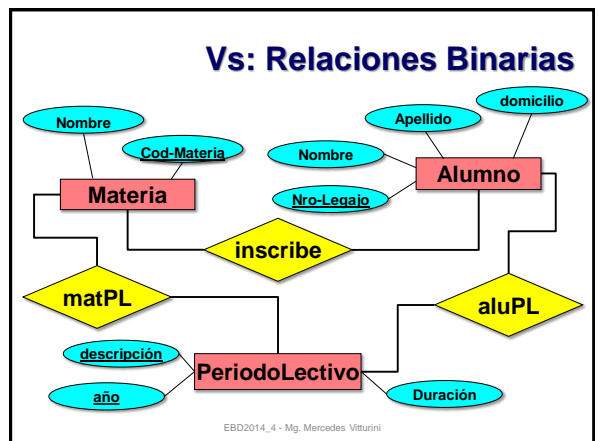 Vs: Relaciones Binarias
domicilio
Apellido
Nombre
Cod-Materia
Nombre
Alumno
Materia
Nro-Legajo
inscribe
matPL
aluPL
descripción
PeriodoLectivo
año
Duración
EBD2014_4 - Mg. Mercedes Vitturini